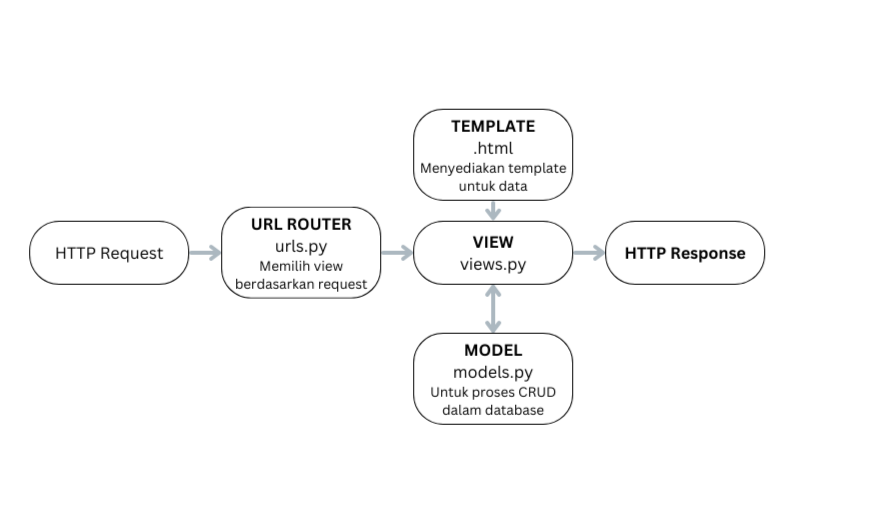 HTTP Request
URL ROUTER
urls.py
Memilih view
berdasarkan request
TEMPLATE
.html
Menyediakan template
untuk data
VIEW
views.py
MODEL
models.py
Untuk proses CRUD
dalam database
HTTP Response